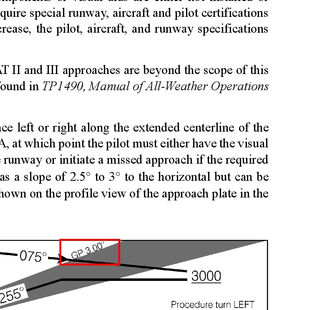 quire special runway, aircraft and pilot certifications
rease, the pilot, aircraft, and runway specifications
T II and III approaches are beyond the scope of this
ound in TP1490, Manual of All-Weather Operations
ce left or right along the extended centerline of the
A, at which point the pilot must either have the visual
runway or initiate a missed approach if the required
as a slope of 2.5° to 3° to the horizontal but can be
hown on the profile view of the approach plate in the
075°
GP 3.00°
3000
255°
Procedure turn LEFT